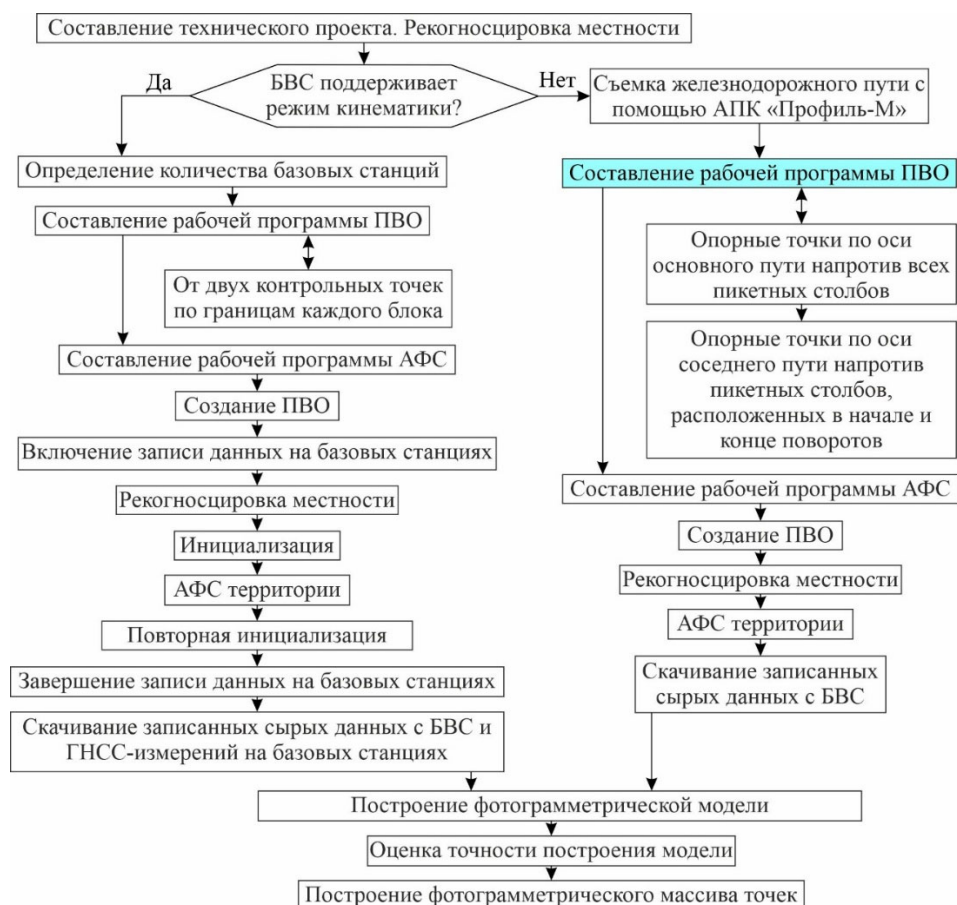 Составление технического проекта. Рекогносцировка местности
Да
БВС поддерживает
режим кинематики?
Нет
Определение количества базовых станций
Составление рабочей программы ПВО
От двух контрольных точек
по границам каждого блока
Составление рабочей программы АФС
Создание ПВО
Включение записи данных на базовых станциях
Рекогносцировка местности
Инициализация
АФС территории
Повторная инициализация
Завершение записи данных на базовых станциях
Скачивание записанных сырых данных с БВС и
ГНСС-измерений на базовых станциях
Съемка железнодорожного пути с
помощью АПК «Профиль-М»
Составление рабочей программы ПВО
Опорные точки по оси
основного пути напротив всех
пикетных столбов
Опорные точки по оси
соседнего пути напротив
пикетных столбов,
расположенных в начале и
конце поворотов
Составление рабочей программы АФС
Создание ПВО
Рекогносцировка местности
АФС территории
Скачивание записанных
сырых данных с БВС
Построение фотограмметрической модели
Оценка точности построения модели
Построение фотограмметрического массива точек